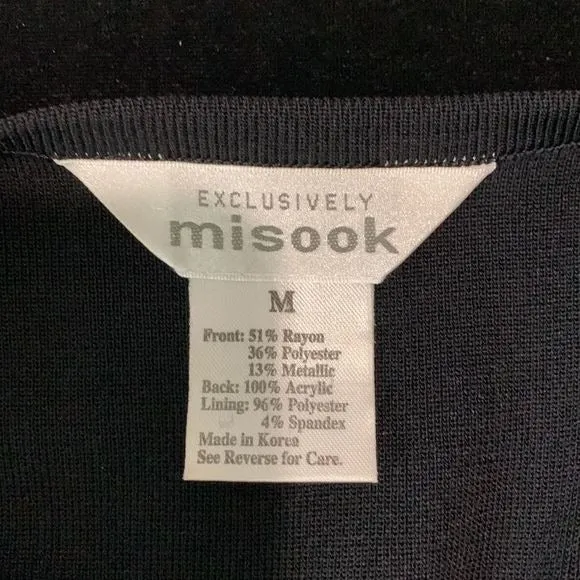 EXCLUSIVELY
misook
M
Front: 51% Rayon
36% Polyester
13% Metallic
Back: 100% Acrylic
Lining: 96% Polyester
4% Spandex
Made in Korea
See Reverse for Care.